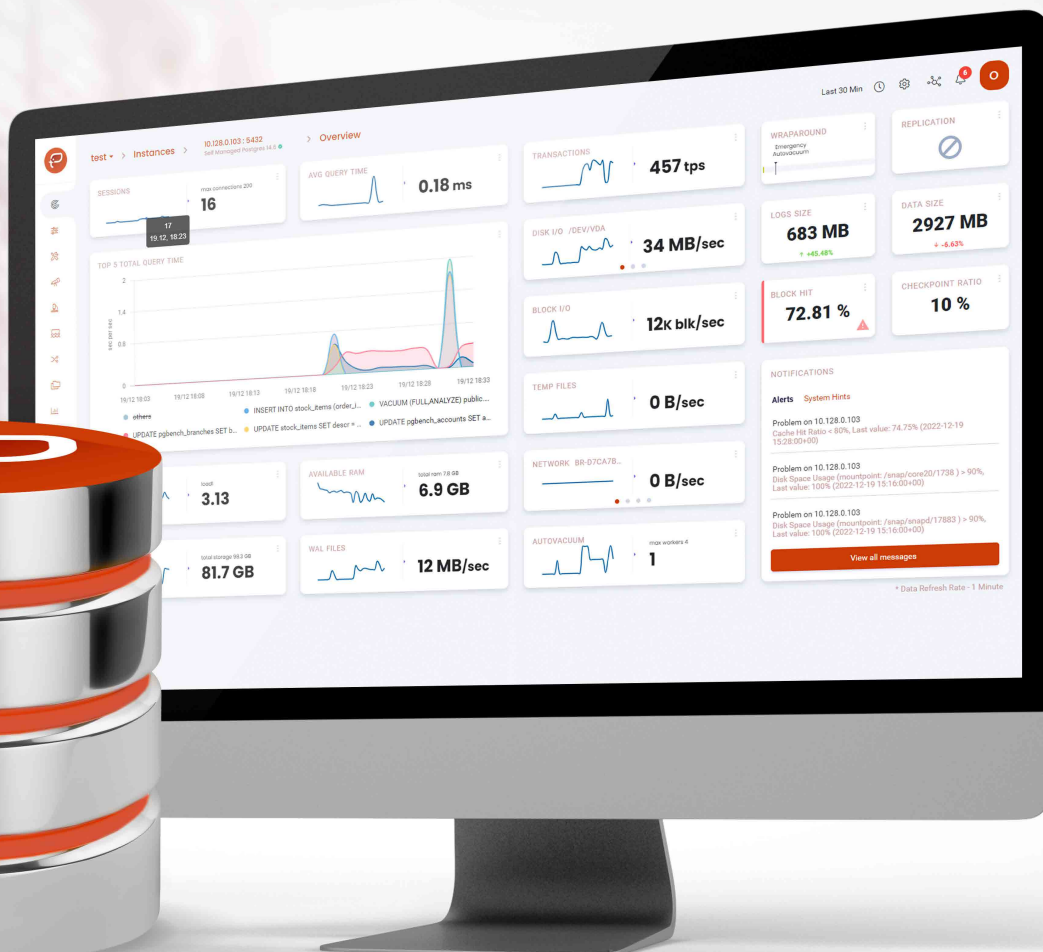 Last 30 Min
6
O
test > Instances > 10.128.0.103 : 5432 > Overview
Self Managed Postgres 14.6
SESSIONS
max connections 200
16
17
19.12, 18:23
AVG QUERY TIME
0.18 ms
TOP 5 TOTAL QUERY TIME
2
1.4
0.8
0
19/12 18:03
19/12 18:08
19/12 18:13
19/12 18:18
19/12 18:23
19/12 18:28
19/12 18:33
others
INSERT INTO stock_items (order_i...
VACUUM (FULL,ANALYZE) public....
UPDATE pgbench_branches SET b...
UPDATE stock_items SET descr = ...
UPDATE pgbench_accounts SET a...
load1
3.13
AVAILABLE RAM
total ram 7.8 GB
6.9 GB
total storage 99.2 GB
81.7 GB
WAL FILES
12 MB/sec
TRANSACTIONS
457 tps
DISK I/O /DEV/VDA
34 MB/sec
BLOCK I/O
12K blk/sec
TEMP FILES
0 B/sec
NETWORK BR-D7CA7B...
0 B/sec
AUTOVACUUM
max workers 4
1
WRAPAROUND
Emergency
Autovacuum
REPLICATION
LOGS SIZE
683 MB
↑ +45.48%
DATA SIZE
2927 MB
↓ -6.63%
BLOCK HIT
72.81 %
CHECKPOINT RATIO
10 %
NOTIFICATIONS
Alerts System Hints
Problem on 10.128.0.103
Cache Hit Ratio < 80%, Last value: 74.75% (2022-12-19
15:28:00+00)
Problem on 10.128.0.103
Disk Space Usage (mountpoint: /snap/core20/1738 ) > 90%,
Last value: 100% (2022-12-19 15:16:00+00)
Problem on 10.128.0.103
Disk Space Usage (mountpoint: /snap/snapd/17883 ) > 90%,
Last value: 100% (2022-12-19 15:16:00+00)
View all messages
* Data Refresh Rate - 1 Minute